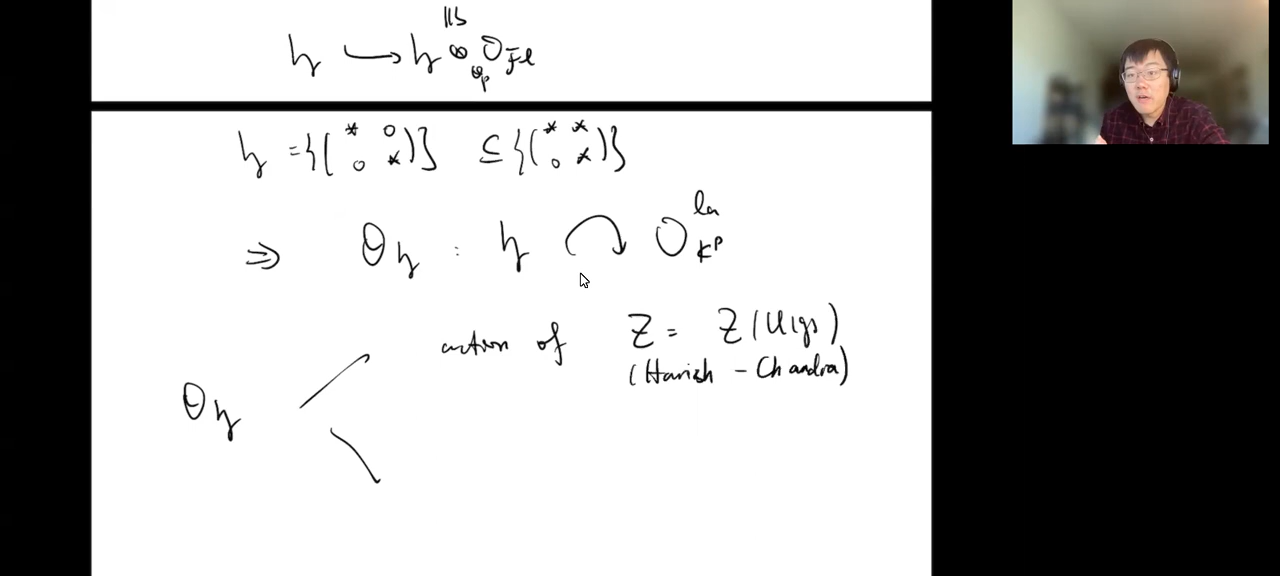 ≀∫
𝔥 ↪ 𝔥 ⊗_{ℚ_p} 𝒪_{ℱℓ}
𝔥 = {(* 0 / 0 *)} ⊆ {(* * / 0 *)}
⇒ θ_𝔥 : 𝔥 ↷ 𝒪^{la}_{K^p}
action of Z = Z(U(𝔤))
(Harish - Chandra)
θ_𝔥